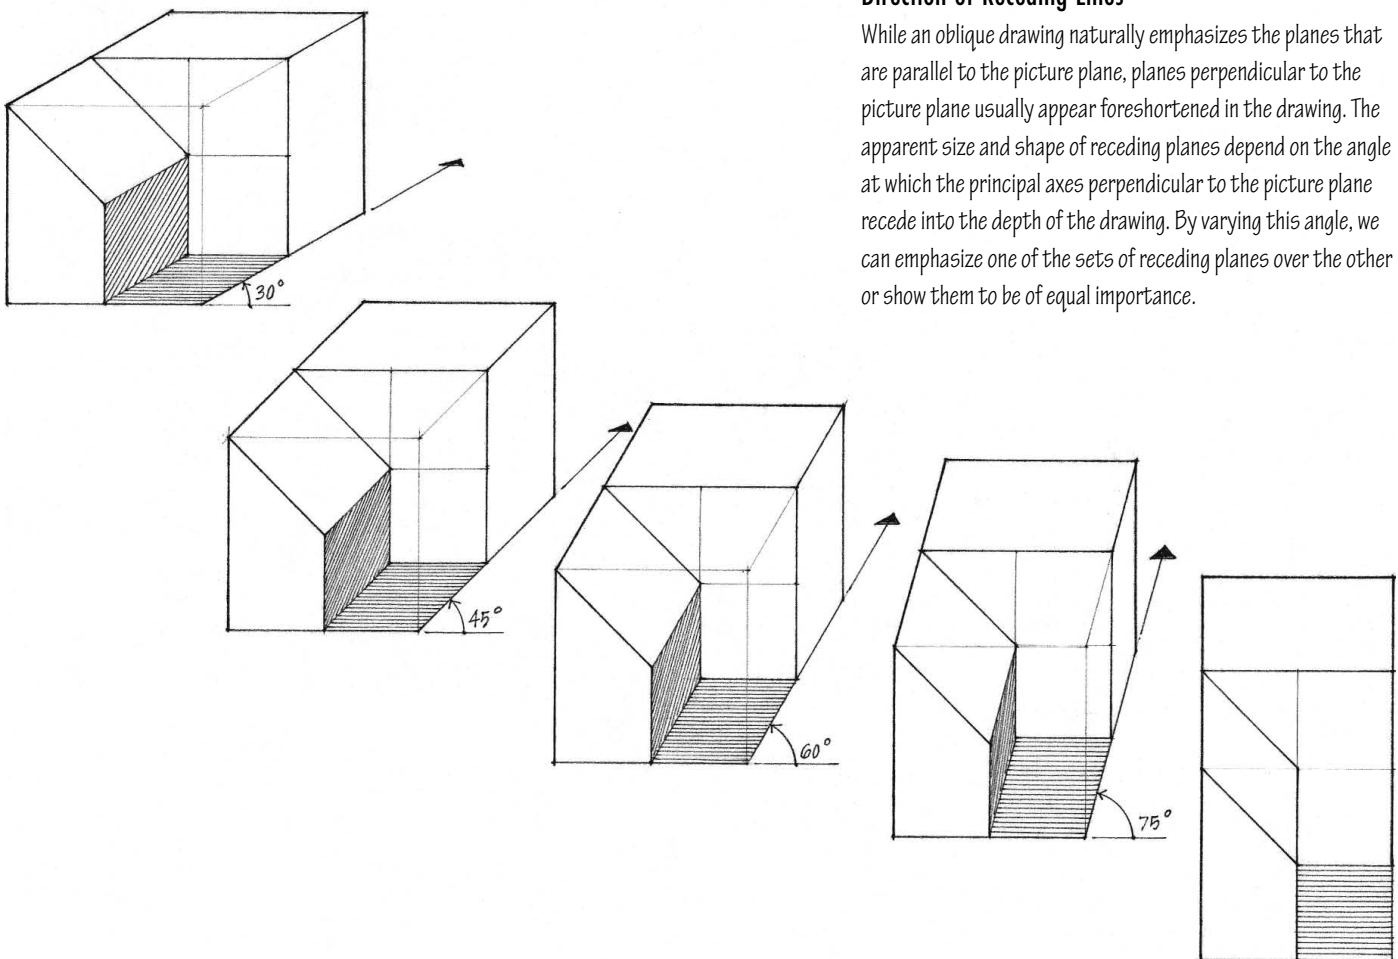 While an oblique drawing naturally emphasizes the planes that
are parallel to the picture plane, planes perpendicular to the
picture plane usually appear foreshortened in the drawing. The
apparent size and shape of receding planes depend on the angle
at which the principal axes perpendicular to the picture plane
recede into the depth of the drawing. By varying this angle, we
can emphasize one of the sets of receding planes over the other
or show them to be of equal importance.
30°
45°
60°
75°